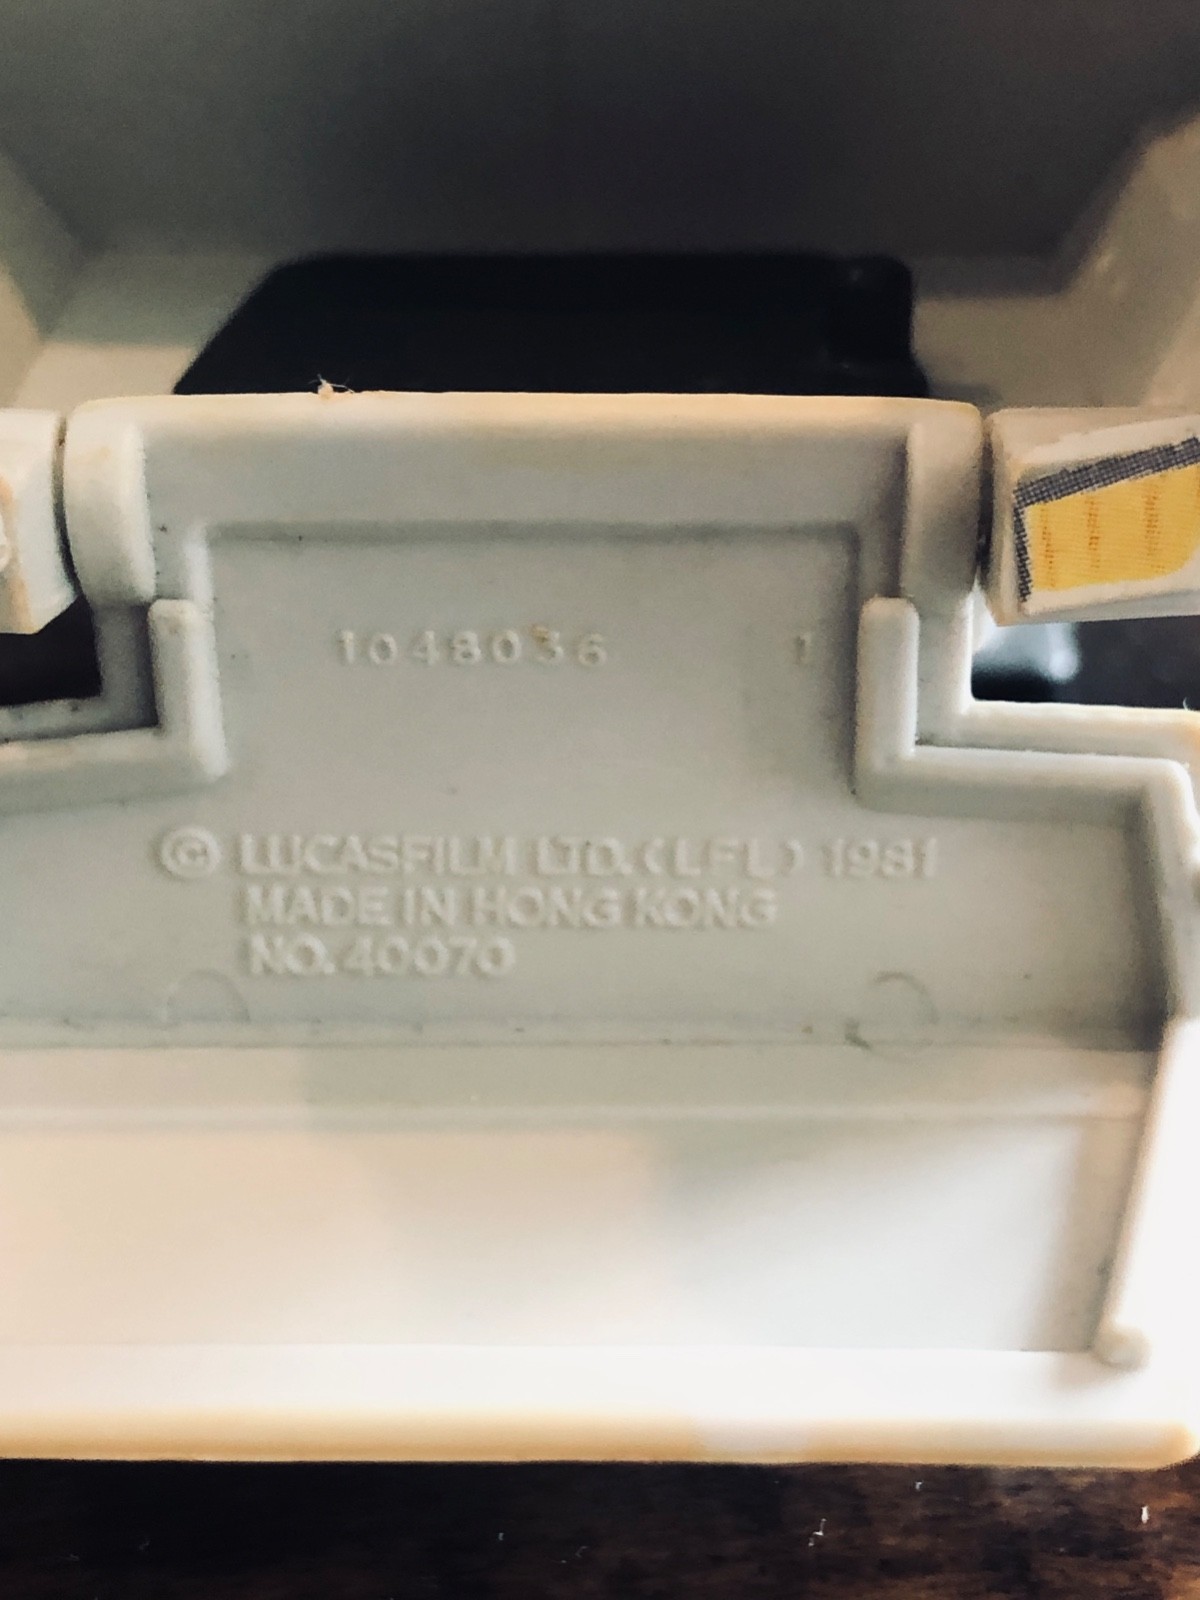 1048036 1
© LUCASFILM LTD. (LFL) 1981
MADE IN HONG KONG
NO. 40070